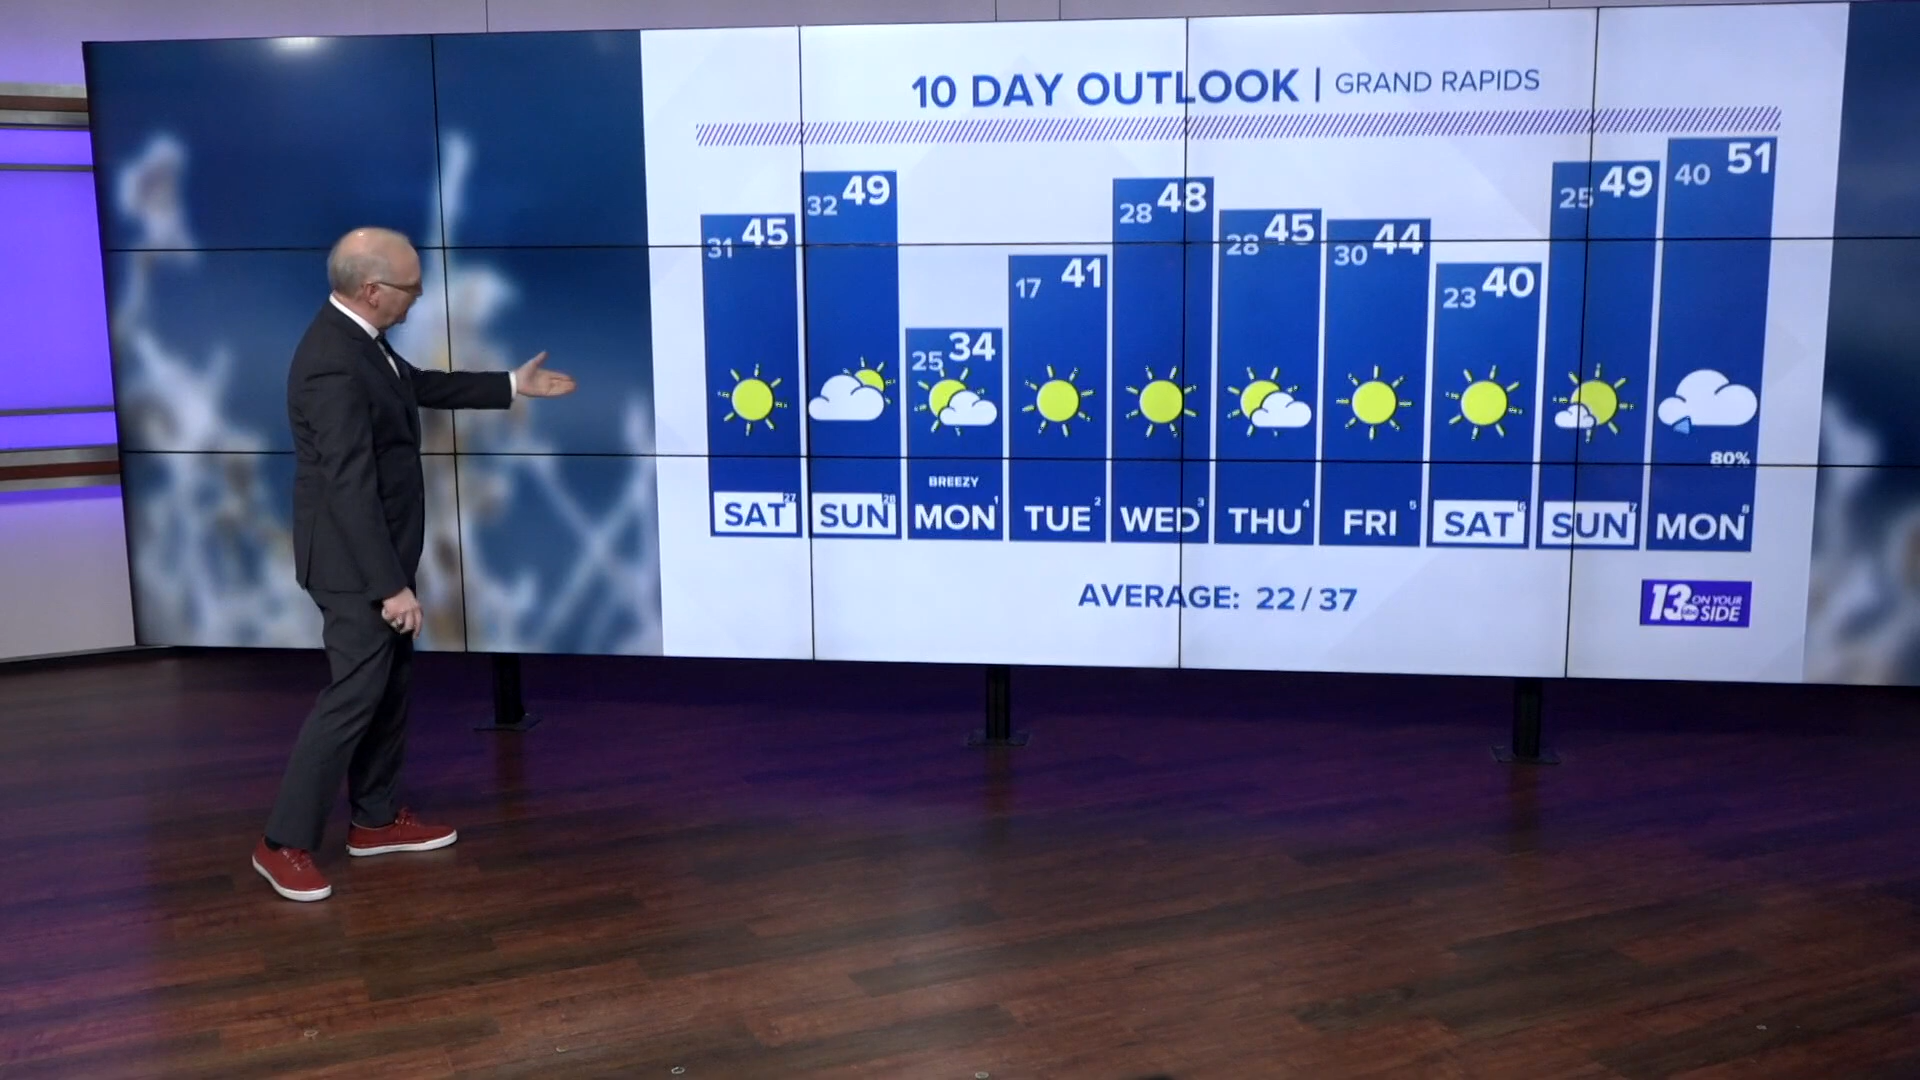 10 DAY OUTLOOK | GRAND RAPIDS
31 45
32 49
25 34
17 41
28 48
28 45
30 44
23 40
25 49
40 51
80%
BREEZY
SAT 27
SUN 28
MON 1
TUE 2
WED 3
THU 4
FRI 5
SAT 6
SUN 7
MON 8
AVERAGE: 22/37
13 abc ON YOUR SIDE